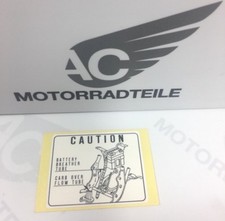 AC
MOTORRADTEILE
CAUTION
BATTERY
BREATHER
TUBE
CARB OVER
FLOW TUBE